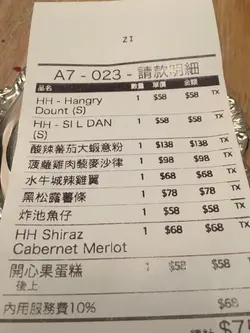 ZI
A7 - 023 - 請款明細
品名 數量 單價 金額
HH - Hangry 1 $58 $58 TX
Dount (S)
HH - SI L DAN 1 $58 $58 TX
(S)
酸辣蕃茄大蝦意粉 1 $138 $138 TX
菠蘿雞肉藜麥沙律 1 $98 $98 TX
水牛城辣雞翼 1 $68 $68 TX
黑松露薯條 1 $78 $78 TX
炸池魚仔 1 $58 $58 TX
HH Shiraz 1 $68 $68 TX
Cabernet Merlot
開心果蛋糕 1 $58 $58 TX
後上
內用服務費10% $68